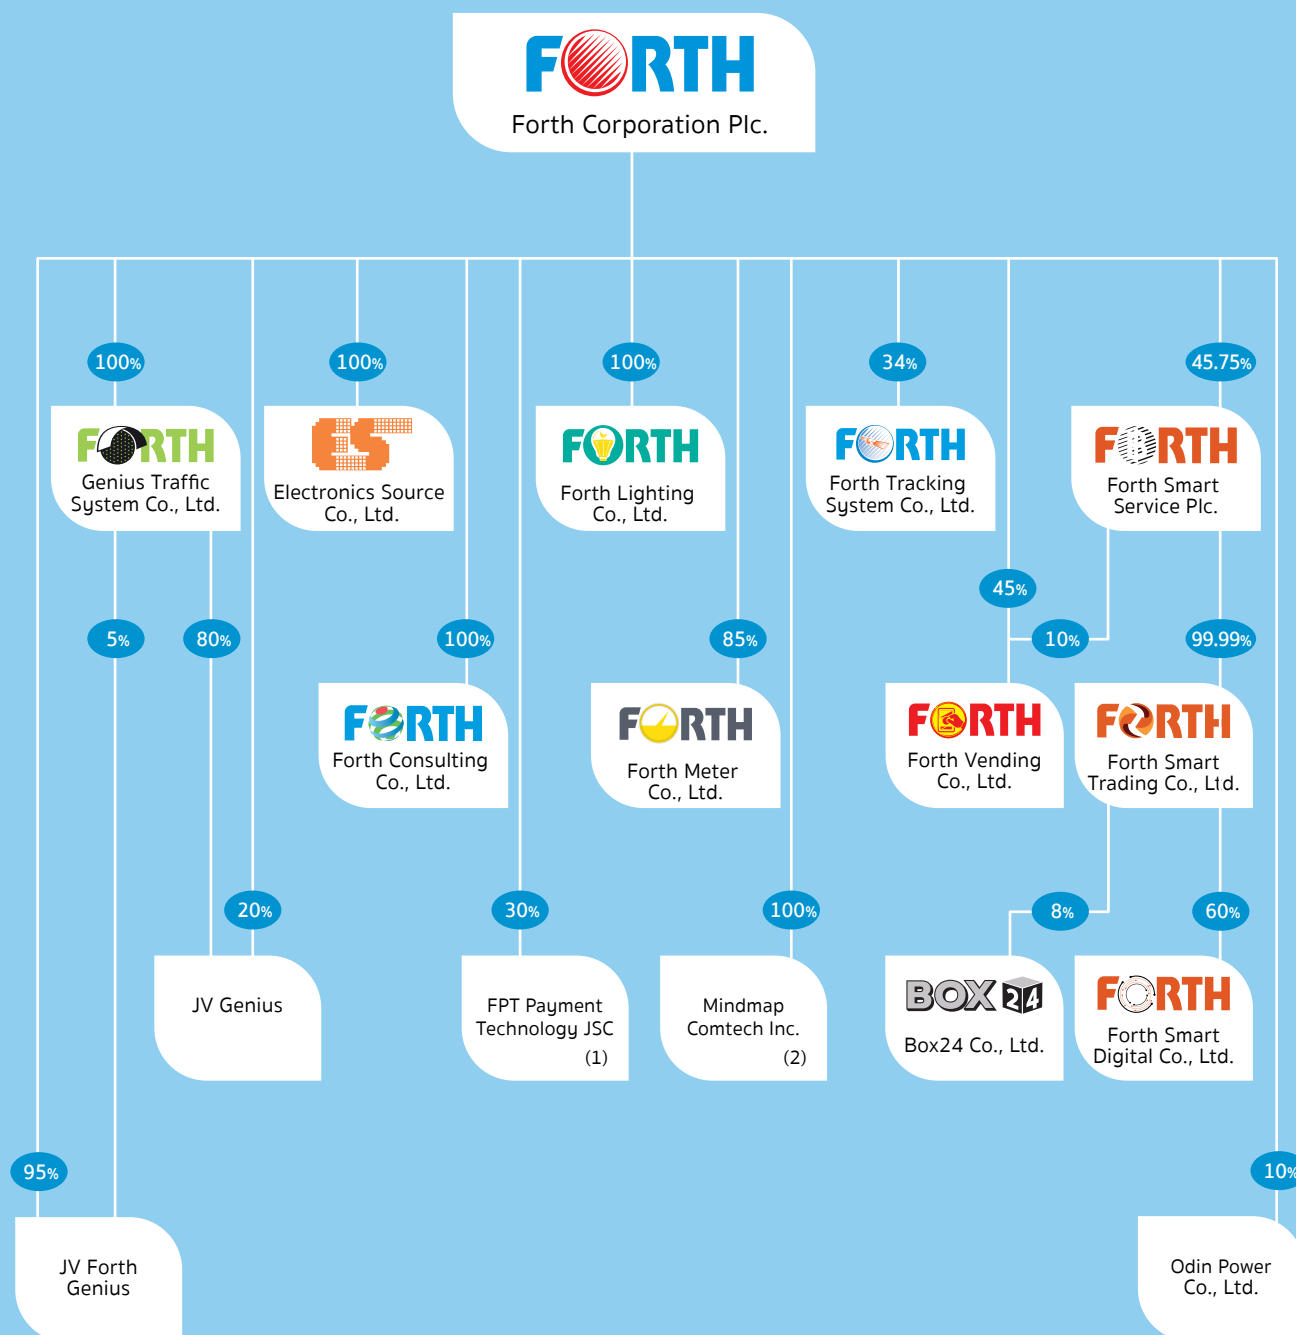 FORTH
Forth Corporation Plc.
100%
100%
100%
34%
45.75%
FORTH
Genius Traffic
System Co., Ltd.
ES
Electronics Source
Co., Ltd.
FORTH
Forth Lighting
Co., Ltd.
FORTH
Forth Tracking
System Co., Ltd.
FORTH
Forth Smart
Service Plc.
45%
5%
80%
100%
85%
10%
99.99%
FORTH
Forth Consulting
Co., Ltd.
FORTH
Forth Meter
Co., Ltd.
FORTH
Forth Vending
Co., Ltd.
FORTH
Forth Smart
Trading Co., Ltd.
20%
30%
100%
8%
60%
JV Genius
FPT Payment
Technology JSC
(1)
Mindmap
Comtech Inc.
(2)
BOX 24
Box24 Co., Ltd.
FORTH
Forth Smart
Digital Co., Ltd.
95%
10%
JV Forth
Genius
Odin Power
Co., Ltd.